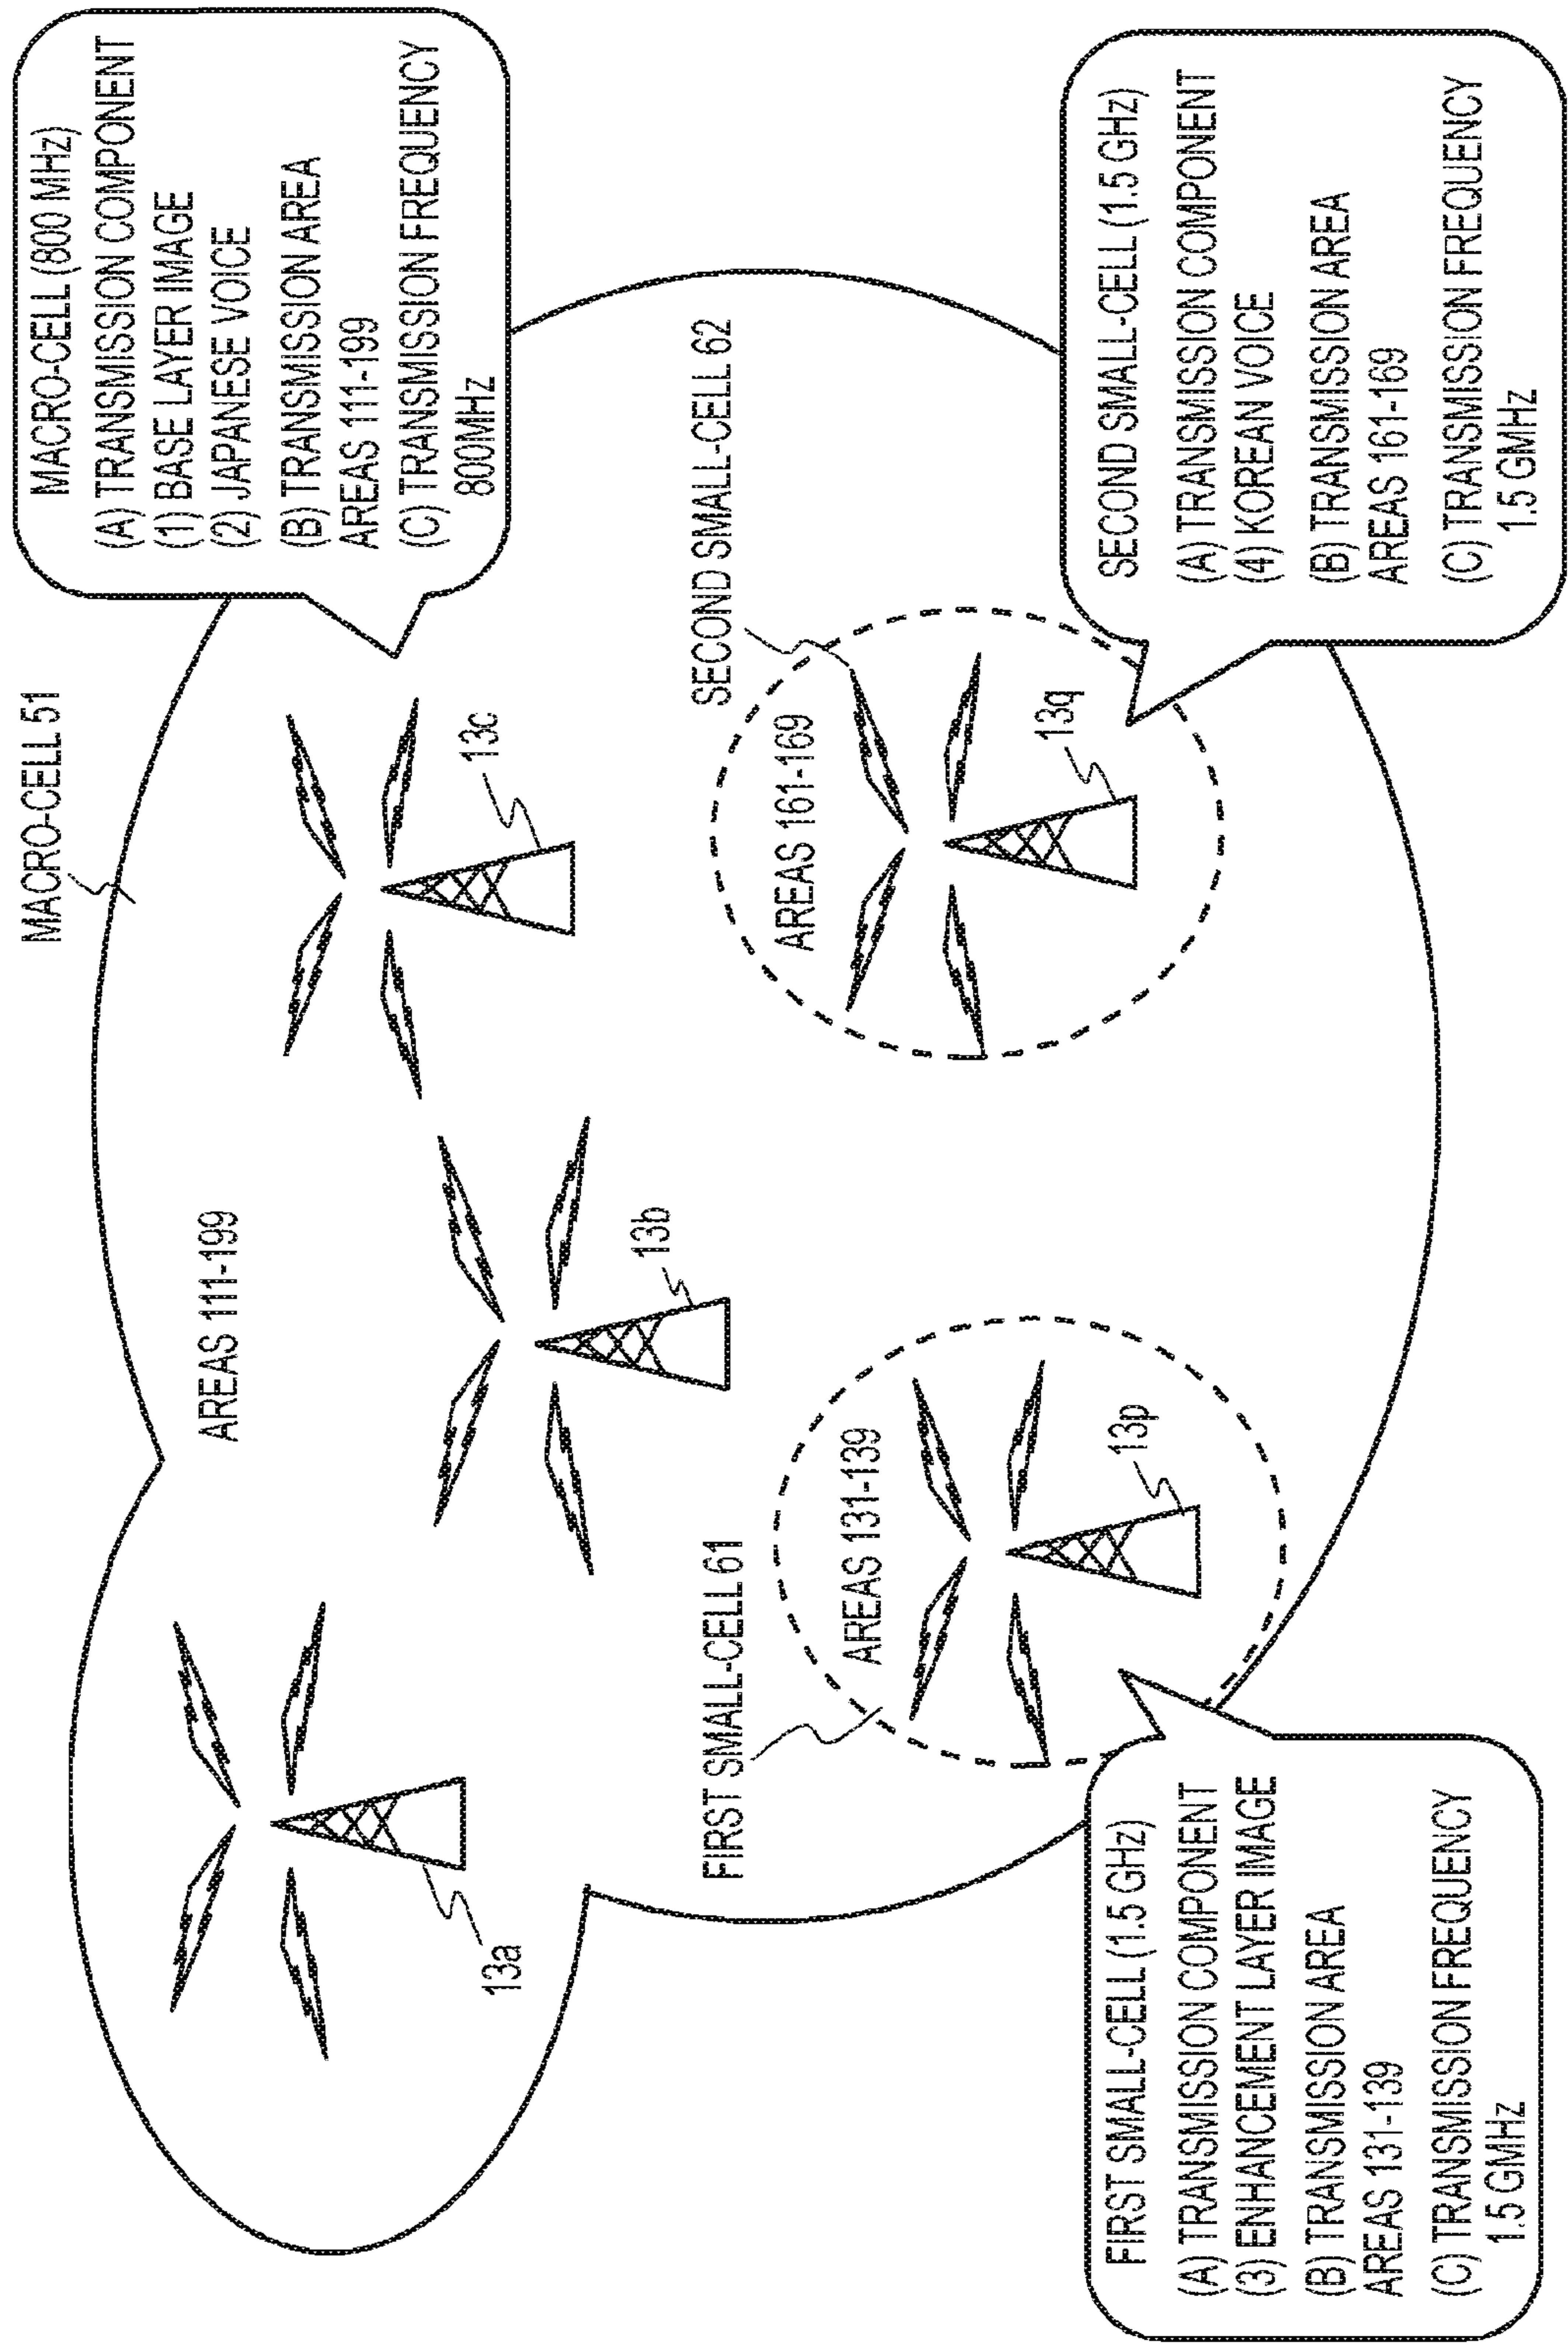 MACRO-CELL 51
MACRO-CELL (800 MHz)
(A) TRANSMISSION COMPONENT
(1) BASE LAYER IMAGE
(2) JAPANESE VOICE
(B) TRANSMISSION AREA
AREAS 111-199
(C) TRANSMISSION FREQUENCY
800MHz
AREAS 111-199
13a
13b
13c
FIRST SMALL-CELL 61
AREAS 131-139
13p
SECOND SMALL-CELL 62
AREAS 161-169
13q
FIRST SMALL-CELL (1.5 GHz)
(A) TRANSMISSION COMPONENT
(3) ENHANCEMENT LAYER IMAGE
(B) TRANSMISSION AREA
AREAS 131-139
(C) TRANSMISSION FREQUENCY
1.5 GMHz
SECOND SMALL-CELL (1.5 GHz)
(A) TRANSMISSION COMPONENT
(4) KOREAN VOICE
(B) TRANSMISSION AREA
AREAS 161-169
(C) TRANSMISSION FREQUENCY
1.5 GMHz